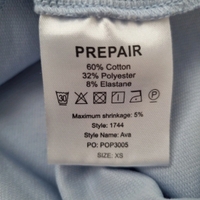 PREPAIR
60% Cotton
32% Polyester
8% Elastane
30
Maximum shrinkage: 5%
Style: 1744
Style Name: Ava
PO: POP3005
SIZE: XS